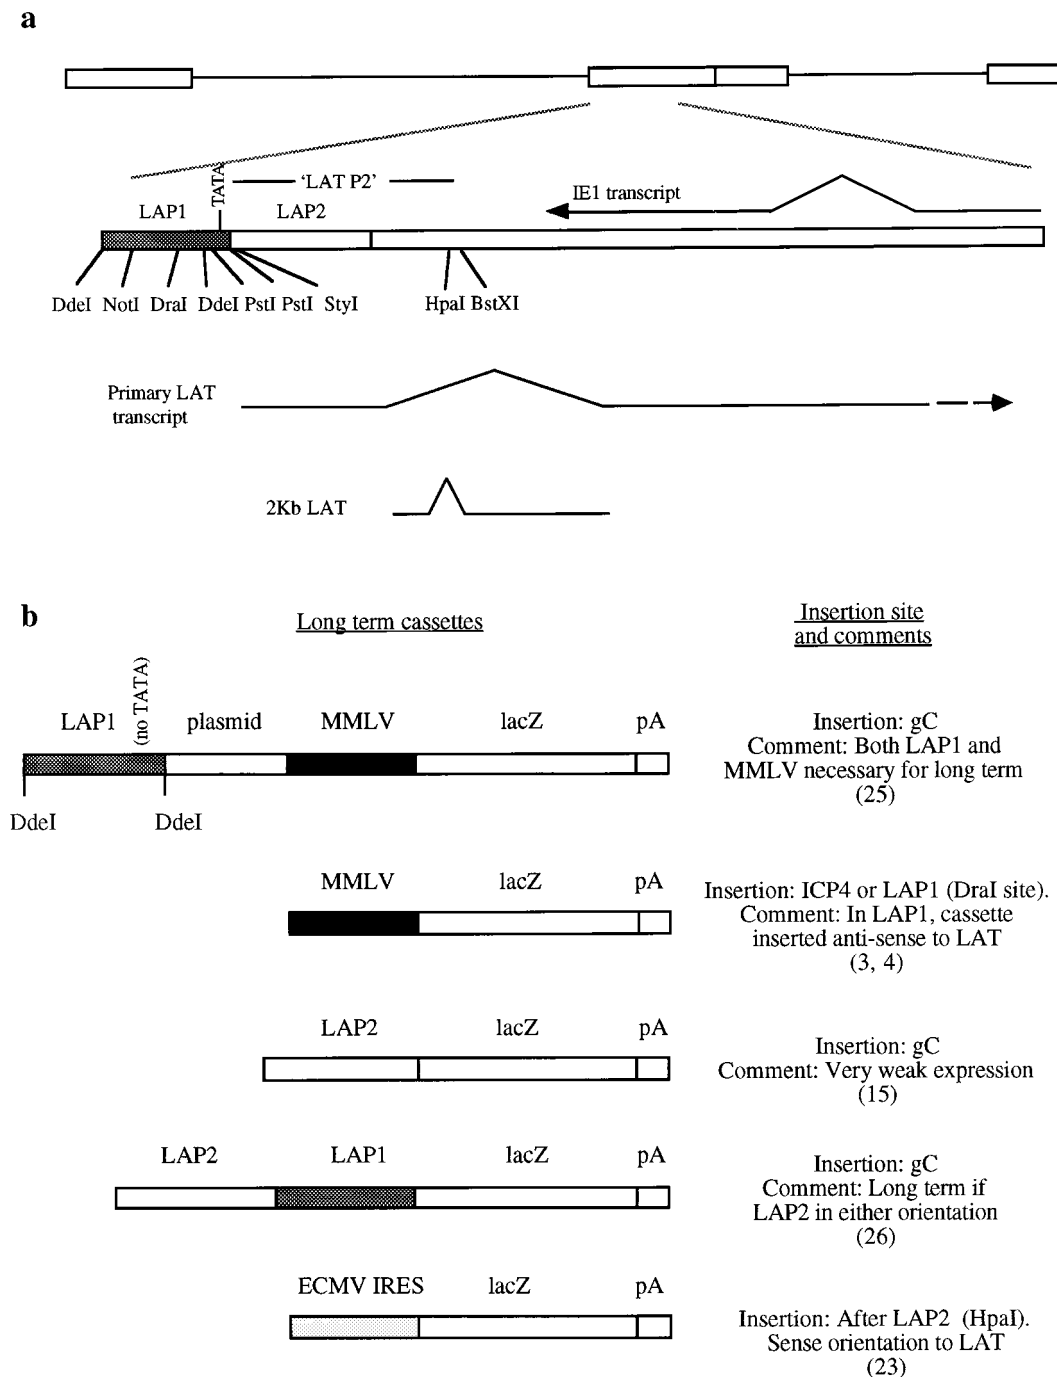 a
TATA
'LAT P2'
LAP1
LAP2
IE1 transcript
DdeI NotI DraI DdeI PstI PstI StyI
HpaI BstXI
Primary LAT
transcript
2Kb LAT
b
Long term cassettes
Insertion site
and comments
(no TATA)
LAP1 plasmid MMLV lacZ pA
DdeI DdeI
Insertion: gC
Comment: Both LAP1 and
MMLV necessary for long term
(25)
MMLV lacZ pA
Insertion: ICP4 or LAP1 (DraI site).
Comment: In LAP1, cassette
inserted anti-sense to LAT
(3, 4)
LAP2 lacZ pA
Insertion: gC
Comment: Very weak expression
(15)
LAP2 LAP1 lacZ pA
Insertion: gC
Comment: Long term if
LAP2 in either orientation
(26)
ECMV IRES lacZ pA
Insertion: After LAP2 (HpaI).
Sense orientation to LAT
(23)